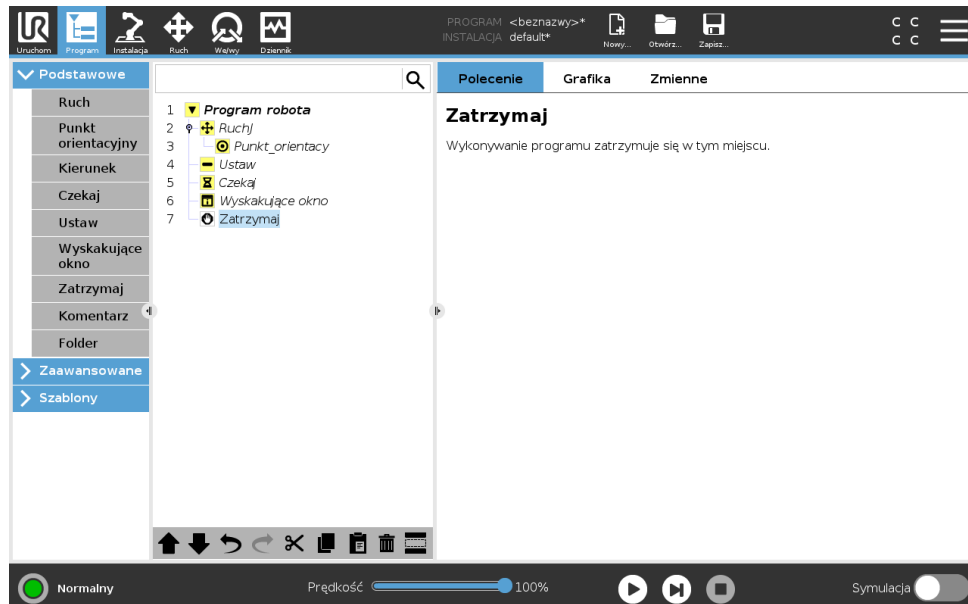 PROGRAM <beznazwy>*
INSTALACJA default*
Uruchom Program Instalacja Ruch We/wy Dziennik Nowy... Otwórz... Zapisz...
C C
C C
Podstawowe
Ruch
Punkt
orientacyjny
Kierunek
Czekaj
Ustaw
Wyskakujące
okno
Zatrzymaj
Komentarz
Folder
Zaawansowane
Szablony
1 Program robota
2 RuchJ
3 Punkt_orientacy
4 Ustaw
5 Czekaj
6 Wyskakujące okno
7 Zatrzymaj
Polecenie Grafika Zmienne
Zatrzymaj
Wykonywanie programu zatrzymuje się w tym miejscu.
Normalny Prędkość 100% Symulacja